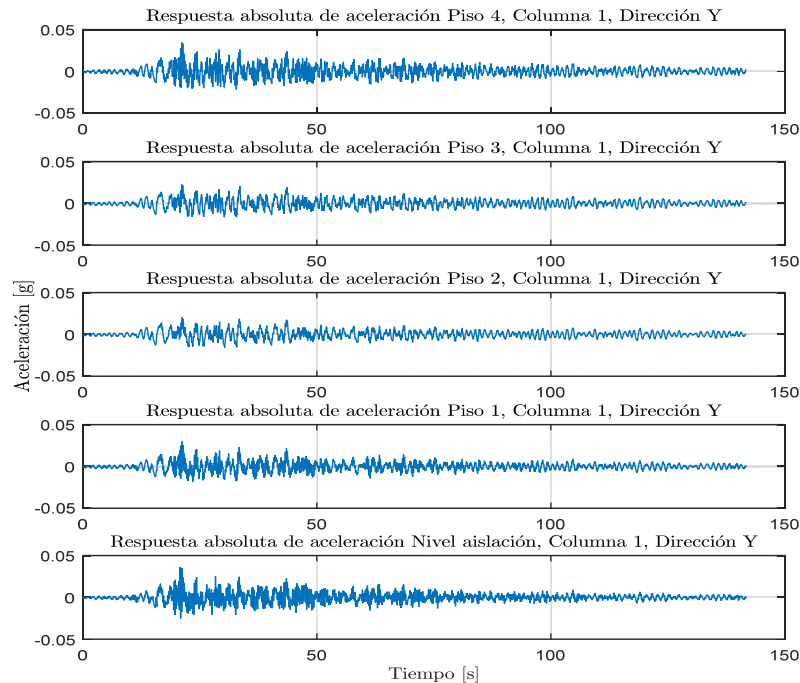 Respuesta absoluta de aceleración Piso 4, Columna 1, Dirección Y
0.05
0
-0.05
0 50 100 150
Respuesta absoluta de aceleración Piso 3, Columna 1, Dirección Y
0.05
0
-0.05
0 50 100 150
Respuesta absoluta de aceleración Piso 2, Columna 1, Dirección Y
0.05
0
-0.05
0 50 100 150
Aceleración [g]
Respuesta absoluta de aceleración Piso 1, Columna 1, Dirección Y
0.05
0
-0.05
0 50 100 150
Respuesta absoluta de aceleración Nivel aislación, Columna 1, Dirección Y
0.05
0
-0.05
0 50 100 150
Tiempo [s]